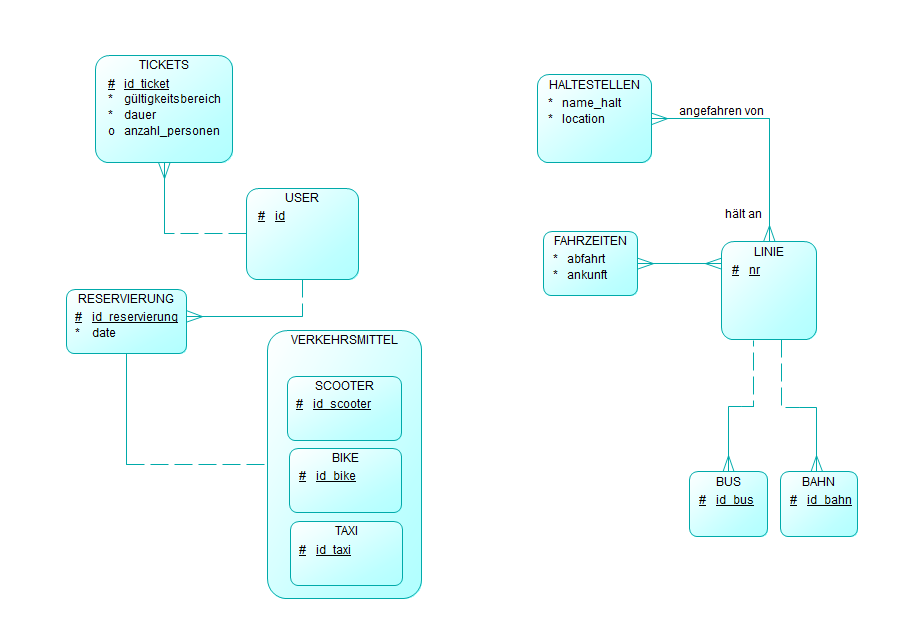 TICKETS
# id_ticket
* gültigkeitsbereich
* dauer
o anzahl_personen
USER
# id
RESERVIERUNG
# id_reservierung
* date
VERKEHRSMITTEL
SCOOTER
# id_scooter
BIKE
# id_bike
TAXI
# id_taxi
HALTESTELLEN
* name_halt
* location
angefahren von
hält an
FAHRZEITEN
* abfahrt
* ankunft
LINIE
# nr
BUS
# id_bus
BAHN
# id_bahn